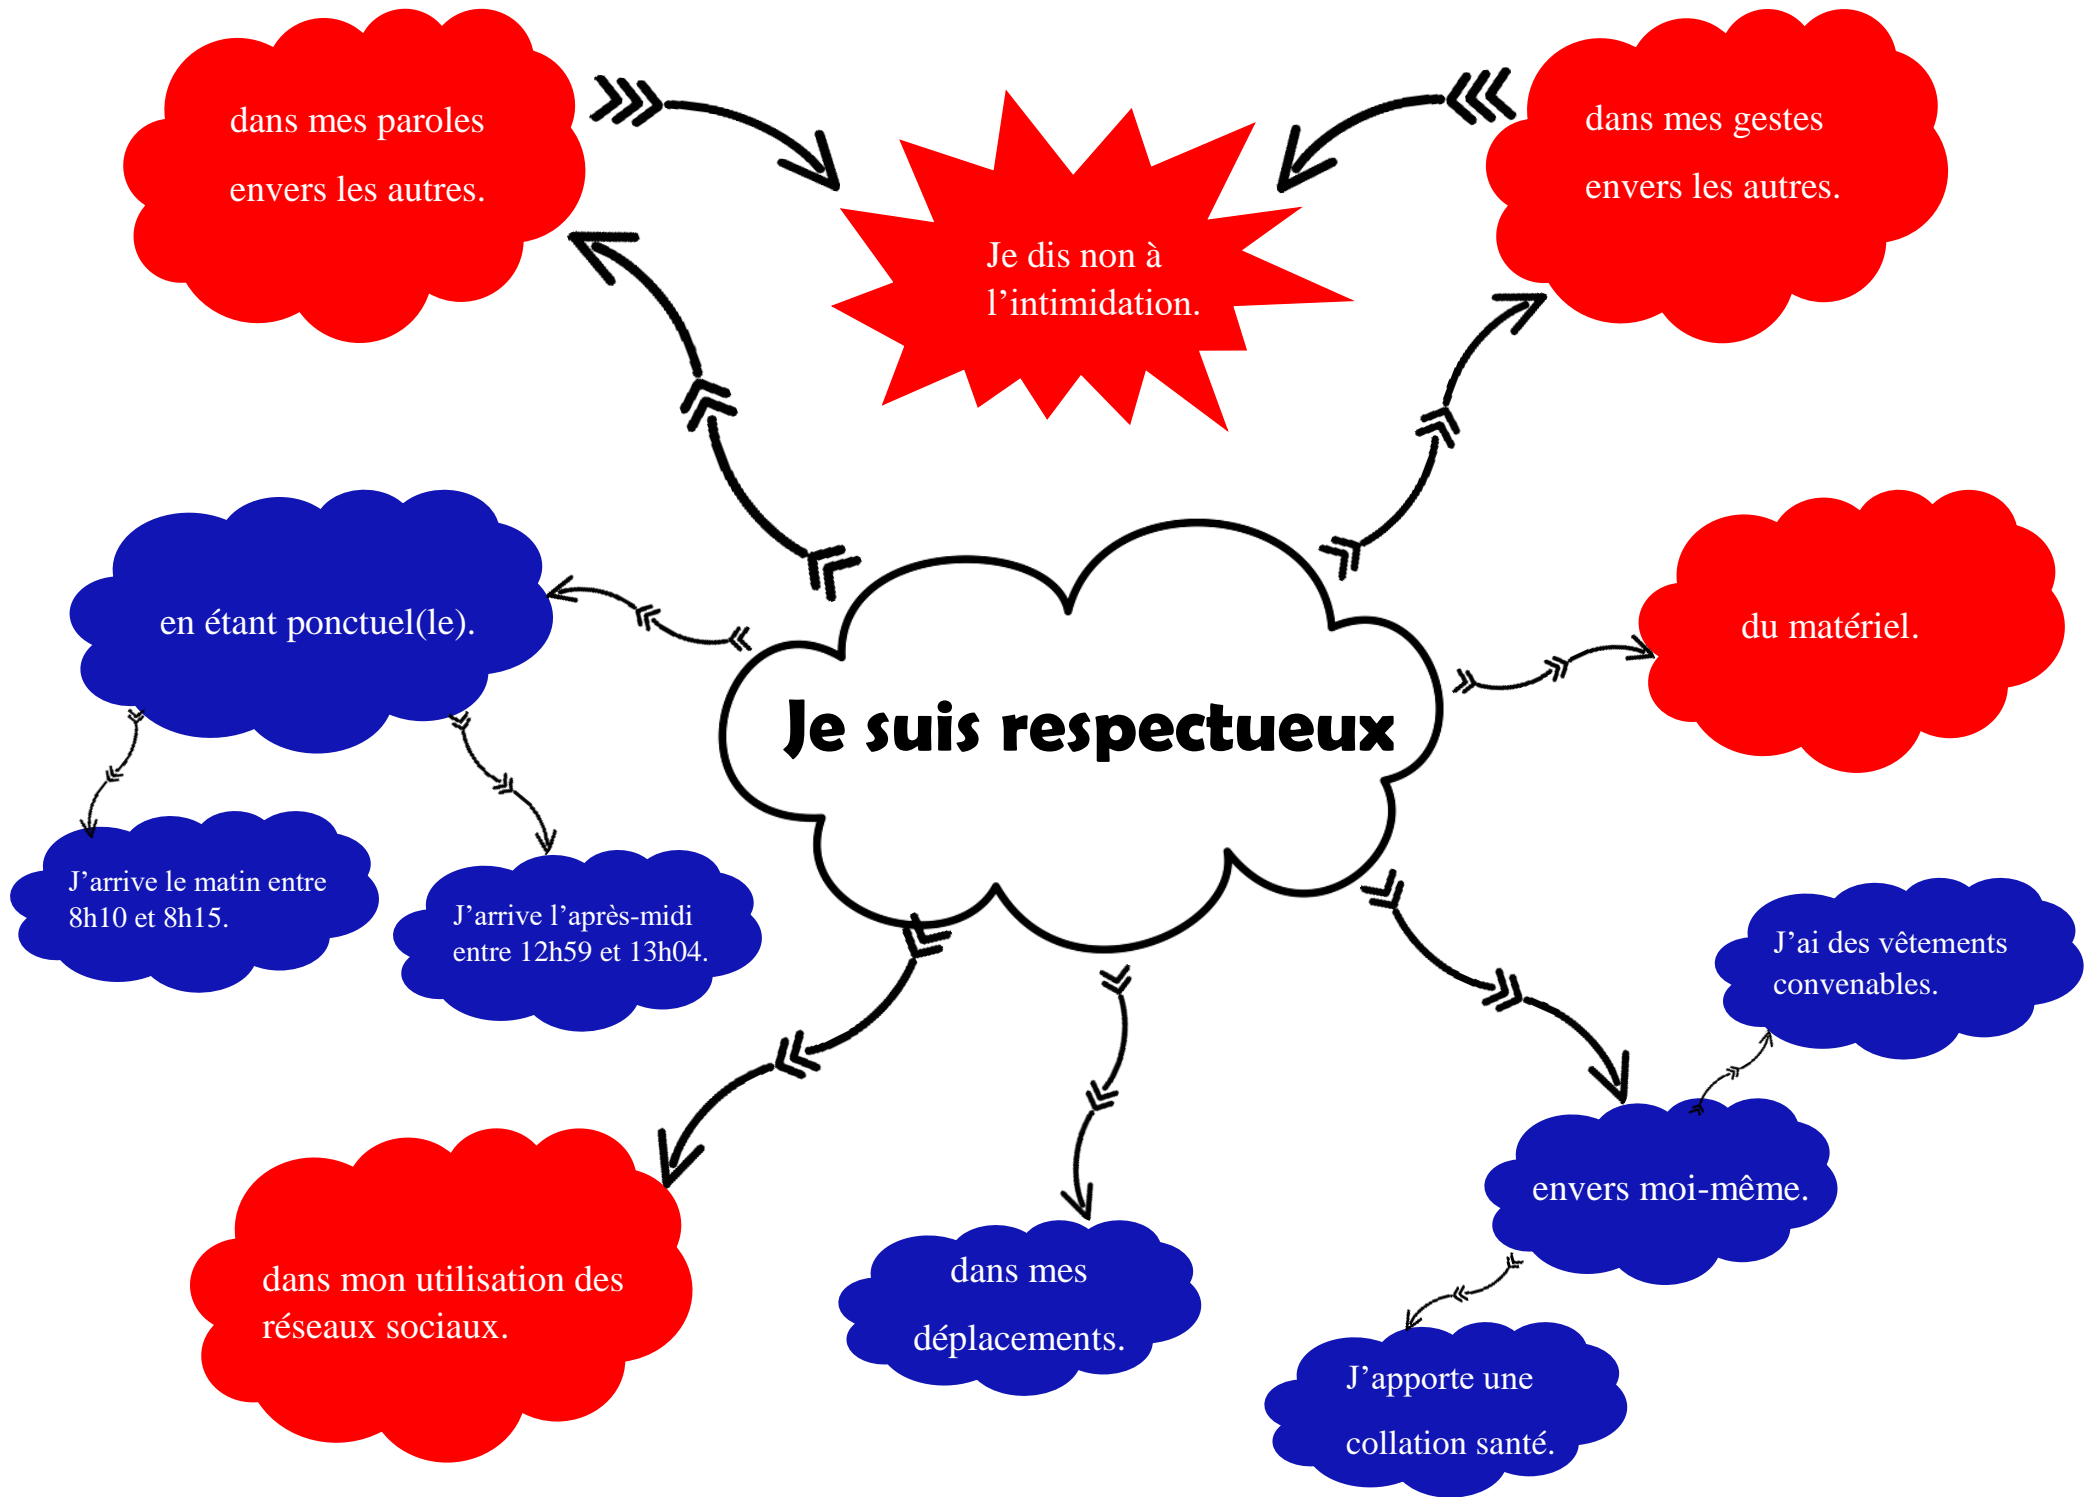 dans mes paroles
envers les autres.
Je dis non à
l’intimidation.
dans mes gestes
envers les autres.
en étant ponctuel(le).
du matériel.
Je suis respectueux
J’arrive le matin entre
8h10 et 8h15.
J’arrive l’après-midi
entre 12h59 et 13h04.
J’ai des vêtements
convenables.
envers moi-même.
dans mon utilisation des
réseaux sociaux.
dans mes
déplacements.
J’apporte une
collation santé.